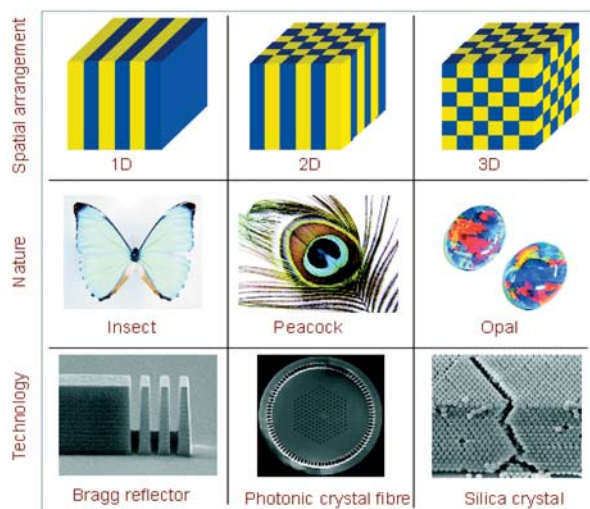 Spatial arrangement
1D
2D
3D
Nature
Insect
Peacock
Opal
Technology
Bragg reflector
Photonic crystal fibre
Silica crystal